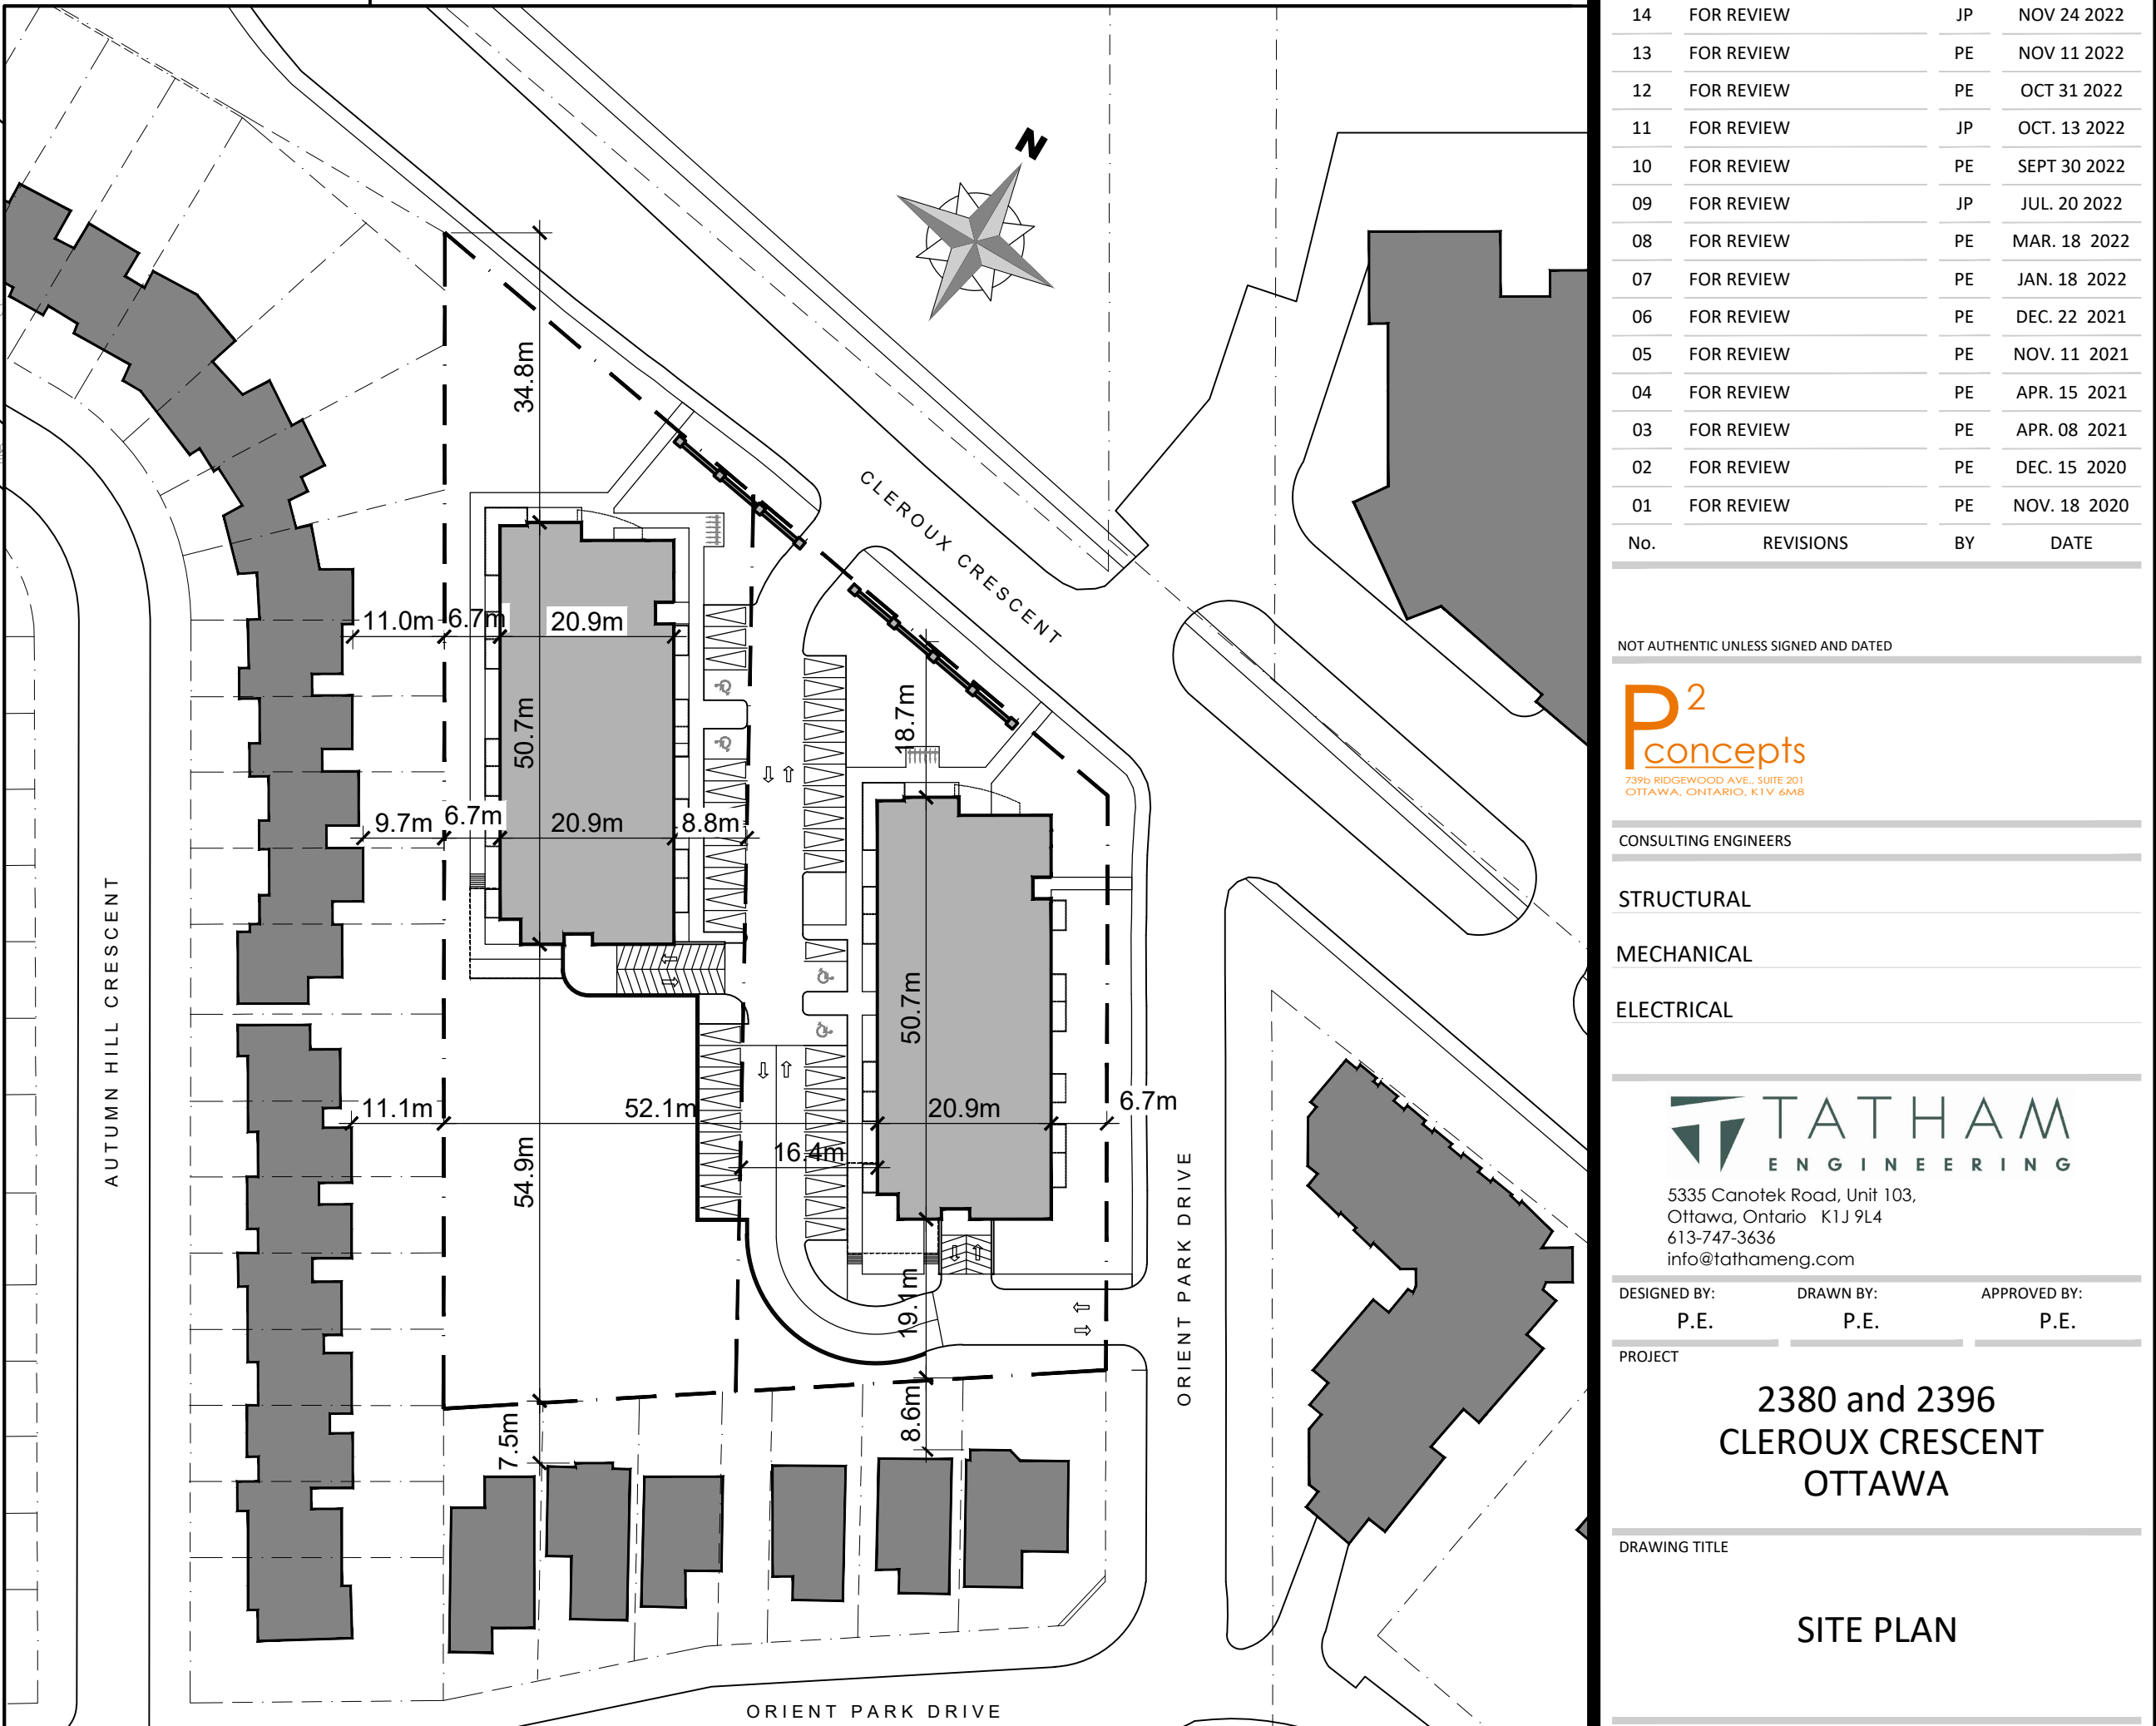 N
34.8m
CLEROUX CRESCENT
11.0m
6.7m
20.9m
50.7m
18.7m
9.7m
6.7m
20.9m
8.8m
AUTUMN HILL CRESCENT
50.7m
11.1m
52.1m
20.9m
6.7m
16.4m
54.9m
ORIENT PARK DRIVE
19.1m
8.6m
7.5m
ORIENT PARK DRIVE
14 FOR REVIEW JP NOV 24 2022
13 FOR REVIEW PE NOV 11 2022
12 FOR REVIEW PE OCT 31 2022
11 FOR REVIEW JP OCT. 13 2022
10 FOR REVIEW PE SEPT 30 2022
09 FOR REVIEW JP JUL. 20 2022
08 FOR REVIEW PE MAR. 18 2022
07 FOR REVIEW PE JAN. 18 2022
06 FOR REVIEW PE DEC. 22 2021
05 FOR REVIEW PE NOV. 11 2021
04 FOR REVIEW PE APR. 15 2021
03 FOR REVIEW PE APR. 08 2021
02 FOR REVIEW PE DEC. 15 2020
01 FOR REVIEW PE NOV. 18 2020
No. REVISIONS BY DATE
NOT AUTHENTIC UNLESS SIGNED AND DATED
P2
concepts
739b RIDGEWOOD AVE., SUITE 201
OTTAWA, ONTARIO, K1V 6M8
CONSULTING ENGINEERS
STRUCTURAL
MECHANICAL
ELECTRICAL
TATHAM
ENGINEERING
5335 Canotek Road, Unit 103,
Ottawa, Ontario K1J 9L4
613-747-3636
info@tathameng.com
DESIGNED BY: DRAWN BY: APPROVED BY:
P.E. P.E. P.E.
PROJECT
2380 and 2396
CLEROUX CRESCENT
OTTAWA
DRAWING TITLE
SITE PLAN